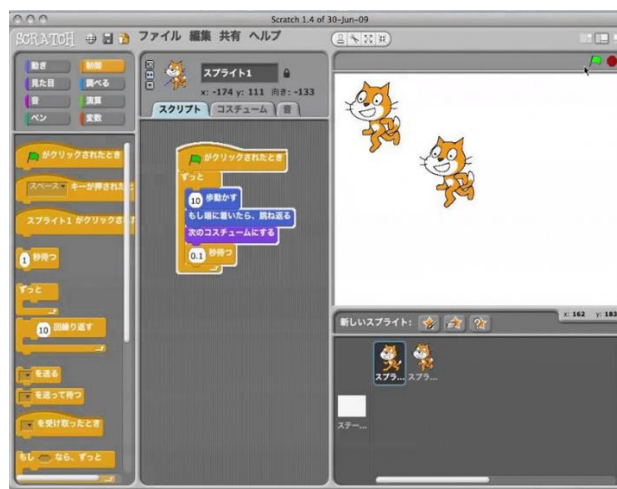 Scratch 1.4 of 30-Jun-09
SCRATCH ファイル 編集 共有 ヘルプ
動き 制御
見た目 調べる
音 演算
ペン 変数
スプライト1
x: -174 y: 111 向き: -133
スクリプト コスチューム 音
がクリックされたとき
スペース キーが押された
スプライト1 がクリックさ
1 秒待つ
ずっと
10 回繰り返す
を送る
を送って待つ
を受け取ったとき
もし なら、ずっと
がクリックされたとき
ずっと
10 歩動かす
もし端に着いたら、跳ね返る
次のコスチュームにする
0.1 秒待つ
x: 162 y: 183
新しいスプライト:
スプラ... スプラ...
ステー...